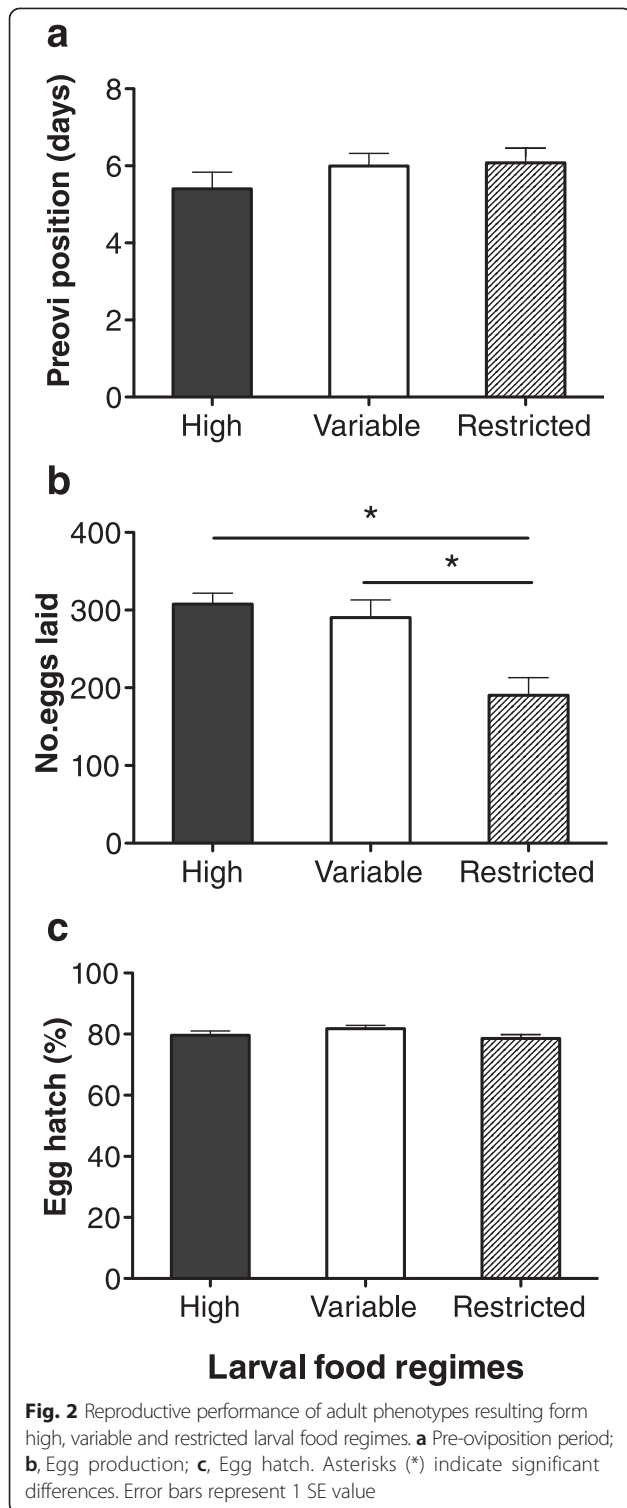 a
Preovi position (days)
8
6
4
2
0
High Variable Restricted
b
No.eggs laid
400
300
200
100
0
*
*
High Variable Restricted
c
Egg hatch (%)
100
80
60
40
20
0
High Variable Restricted
Larval food regimes
Fig. 2 Reproductive performance of adult phenotypes resulting form
high, variable and restricted larval food regimes. a Pre-oviposition period;
b, Egg production; c, Egg hatch. Asterisks (*) indicate significant
differences. Error bars represent 1 SE value